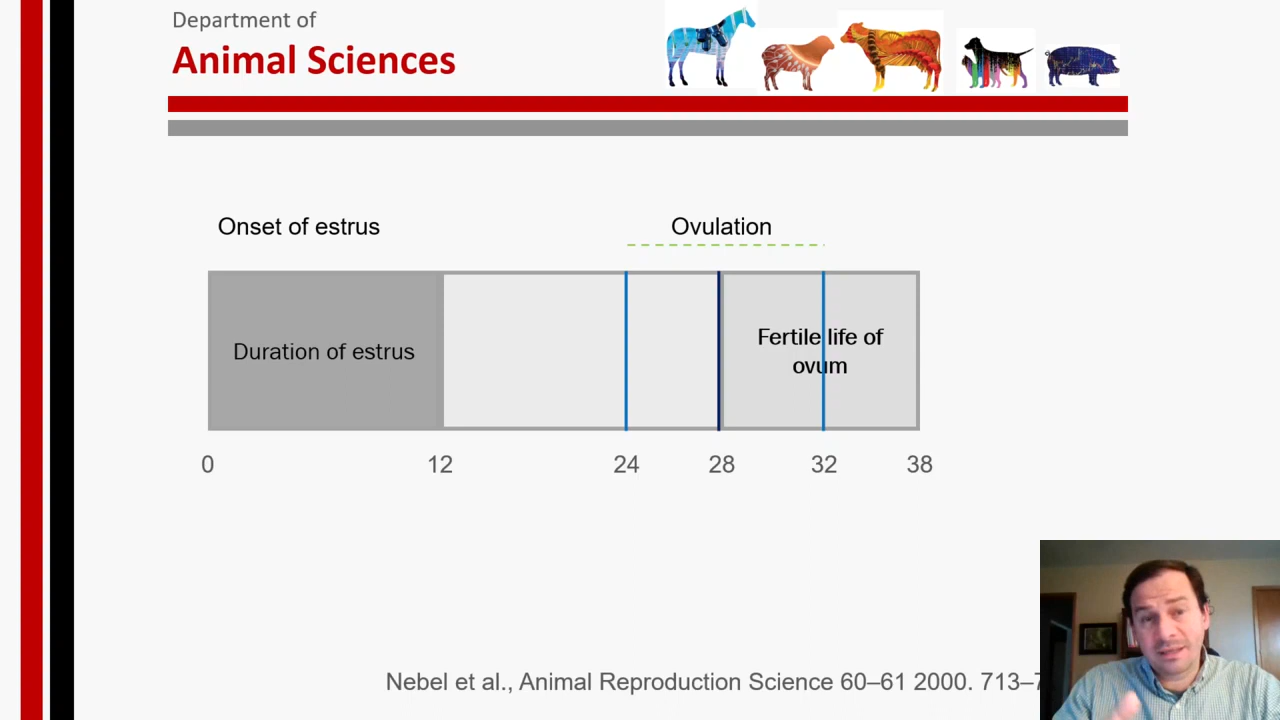 Department of
Animal Sciences
Onset of estrus
Ovulation
Duration of estrus
Fertile life of
ovum
0 12 24 28 32 38
Nebel et al., Animal Reproduction Science 60–61 2000. 713–